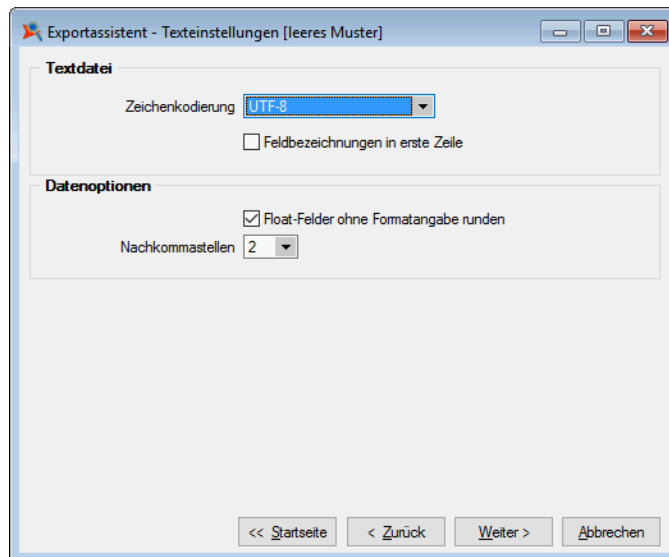 Exportassistent - Texteinstellungen [leeres Muster]
Textdatei
Zeichenkodierung UTF-8
Feldbezeichnungen in erste Zeile
Datenoptionen
Float-Felder ohne Formatangabe runden
Nachkommastellen 2
<< Startseite < Zurück Weiter > Abbrechen